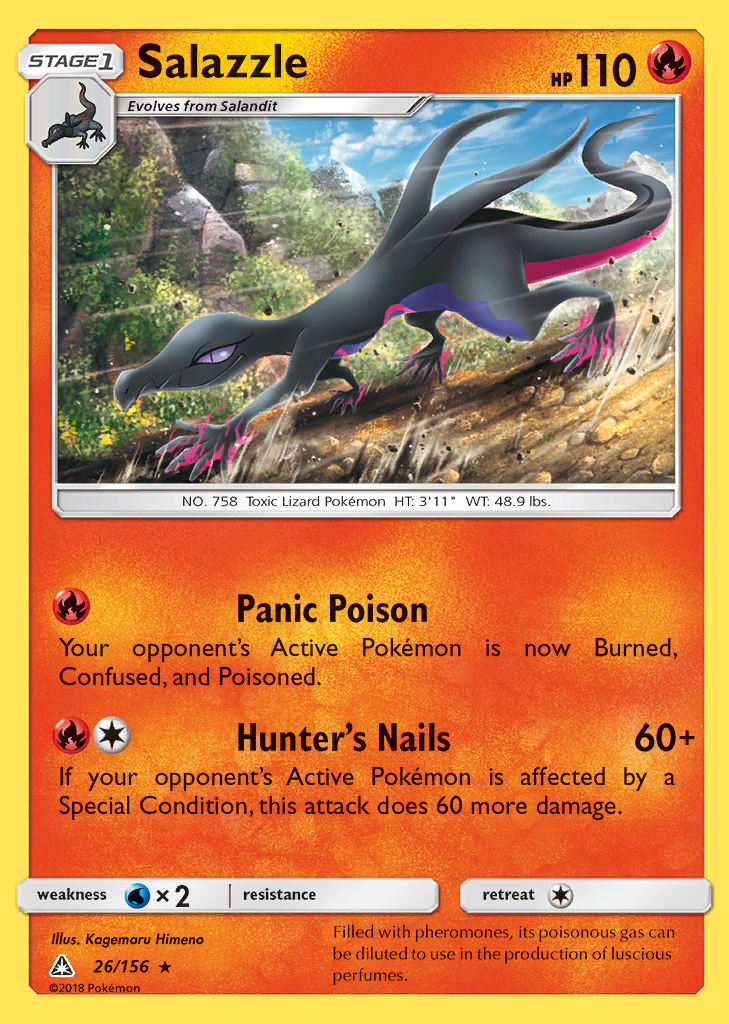 STAGE1
Salazzle
HP110
Evolves from Salandit
NO. 758 Toxic Lizard Pokémon HT: 3'11" WT: 48.9 lbs.
Panic Poison
Your opponent's Active Pokémon is now Burned,
Confused, and Poisoned.
Hunter's Nails 60+
If your opponent's Active Pokémon is affected by a
Special Condition, this attack does 60 more damage.
weakness ×2 resistance retreat
Illus. Kagemaru Himeno
26/156 ★
©2018 Pokémon
Filled with pheromones, its poisonous gas can
be diluted to use in the production of luscious
perfumes.